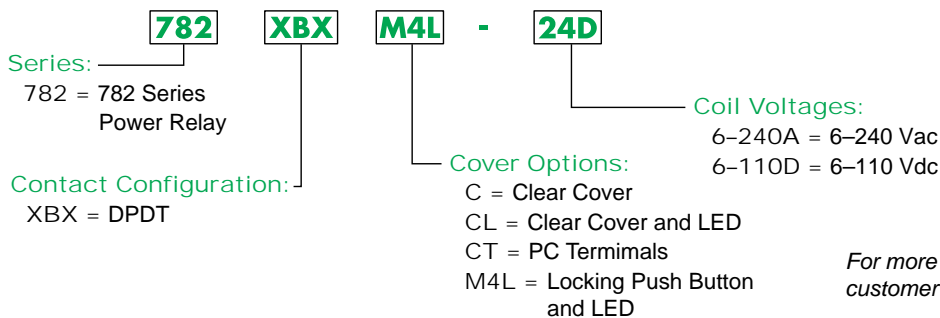 782 XBX M4L - 24D
Series:
782 = 782 Series
Power Relay
Contact Configuration:
XBX = DPDT
Cover Options:
C = Clear Cover
CL = Clear Cover and LED
CT = PC Termimals
M4L = Locking Push Button
and LED
Coil Voltages:
6-240A = 6–240 Vac
6-110D = 6–110 Vdc
For more
customer